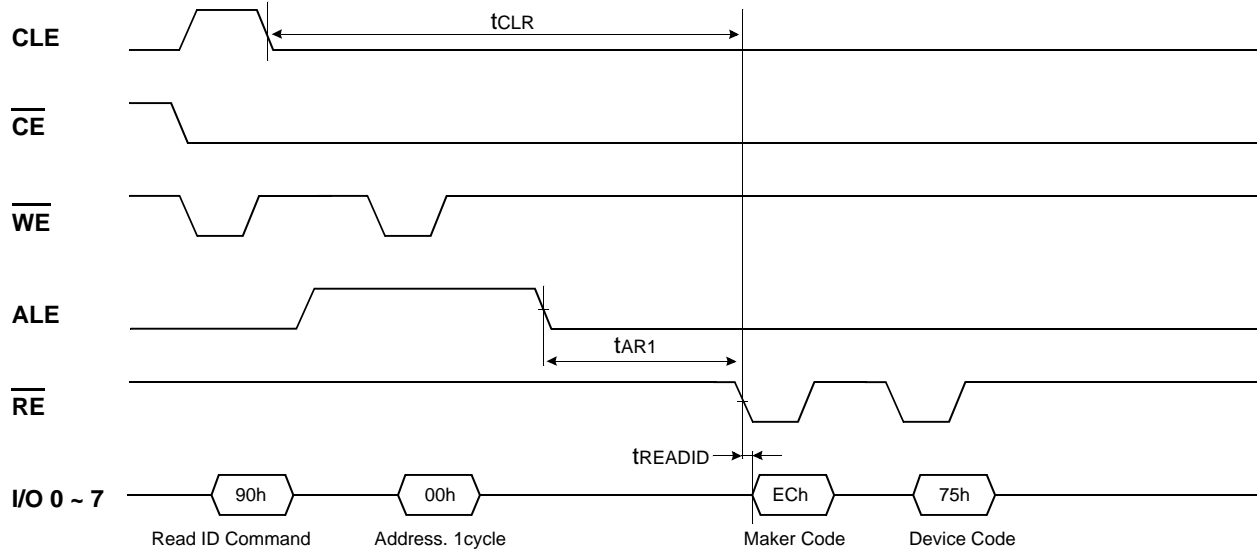 CLE
tCLR
CE
WE
ALE
tAR1
RE
tREADID
I/O 0 ~ 7
90h
00h
ECh
75h
Read ID Command
Address. 1cycle
Maker Code
Device Code